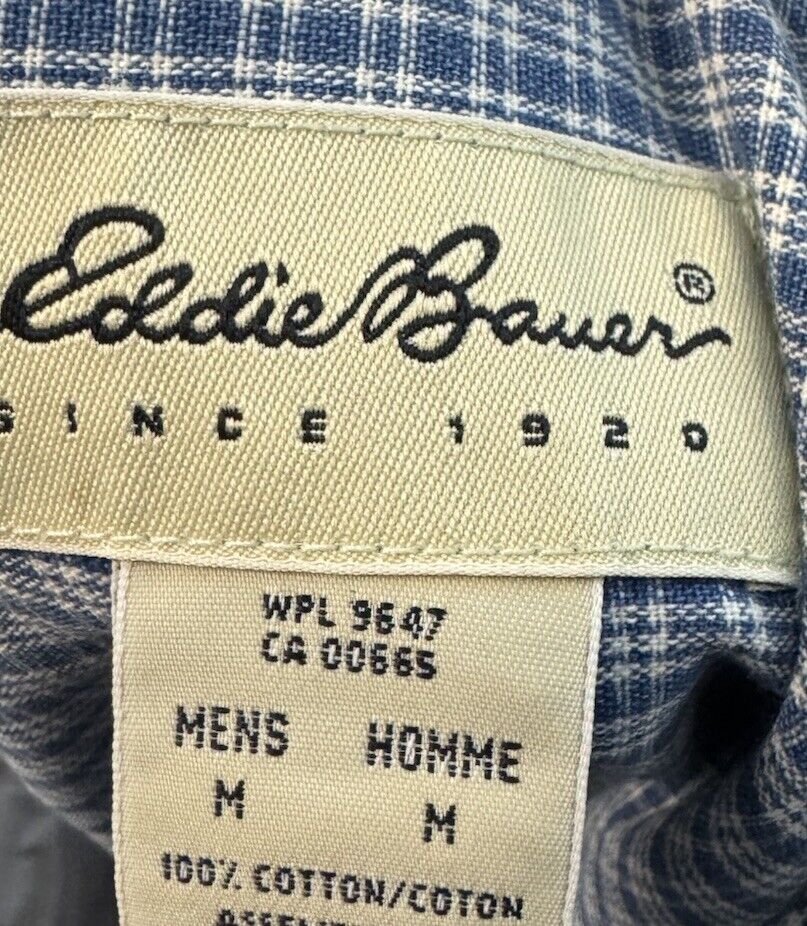 Eddie Bauer ®
SINCE 1920
WPL 9647
CA 00665
MENS HOMME
M M
100% COTTON/COTON